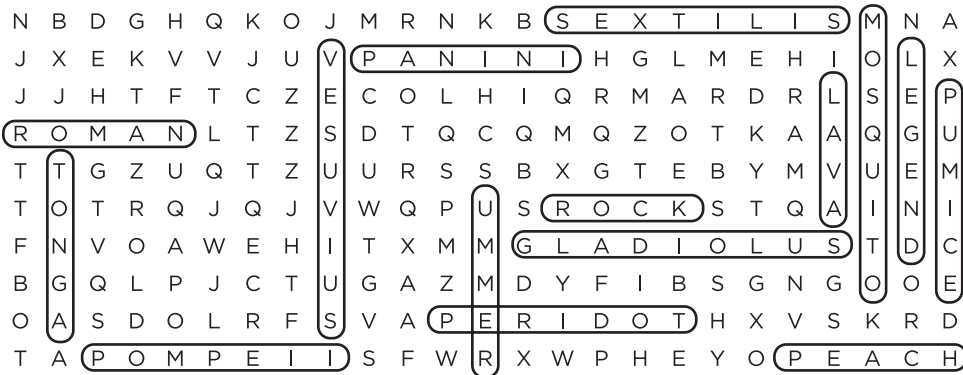 N B D G H Q K O J M R N K B S E X T I L I S M N A
J X E K V V J U V P A N I N I H G L M E H I O L X
J J H T F T C Z E C O L H I Q R M A R D R L S E P
R O M A N L T Z S D T Q C Q M Q Z O T K A A Q G U
T T G Z U Q T Z U U R S S B X G T E B Y M V U E M
T O T R Q J Q J V W Q P U S R O C K S T Q A I N I
F N V O A W E H I T X M M G L A D I O L U S T D C
B G Q L P J C T U G A Z M D Y F I B S G N G O O E
O A S D O L R F S V A P E R I D O T H X V S K R D
T A P O M P E I I S F W R X W P H E Y O P E A C H